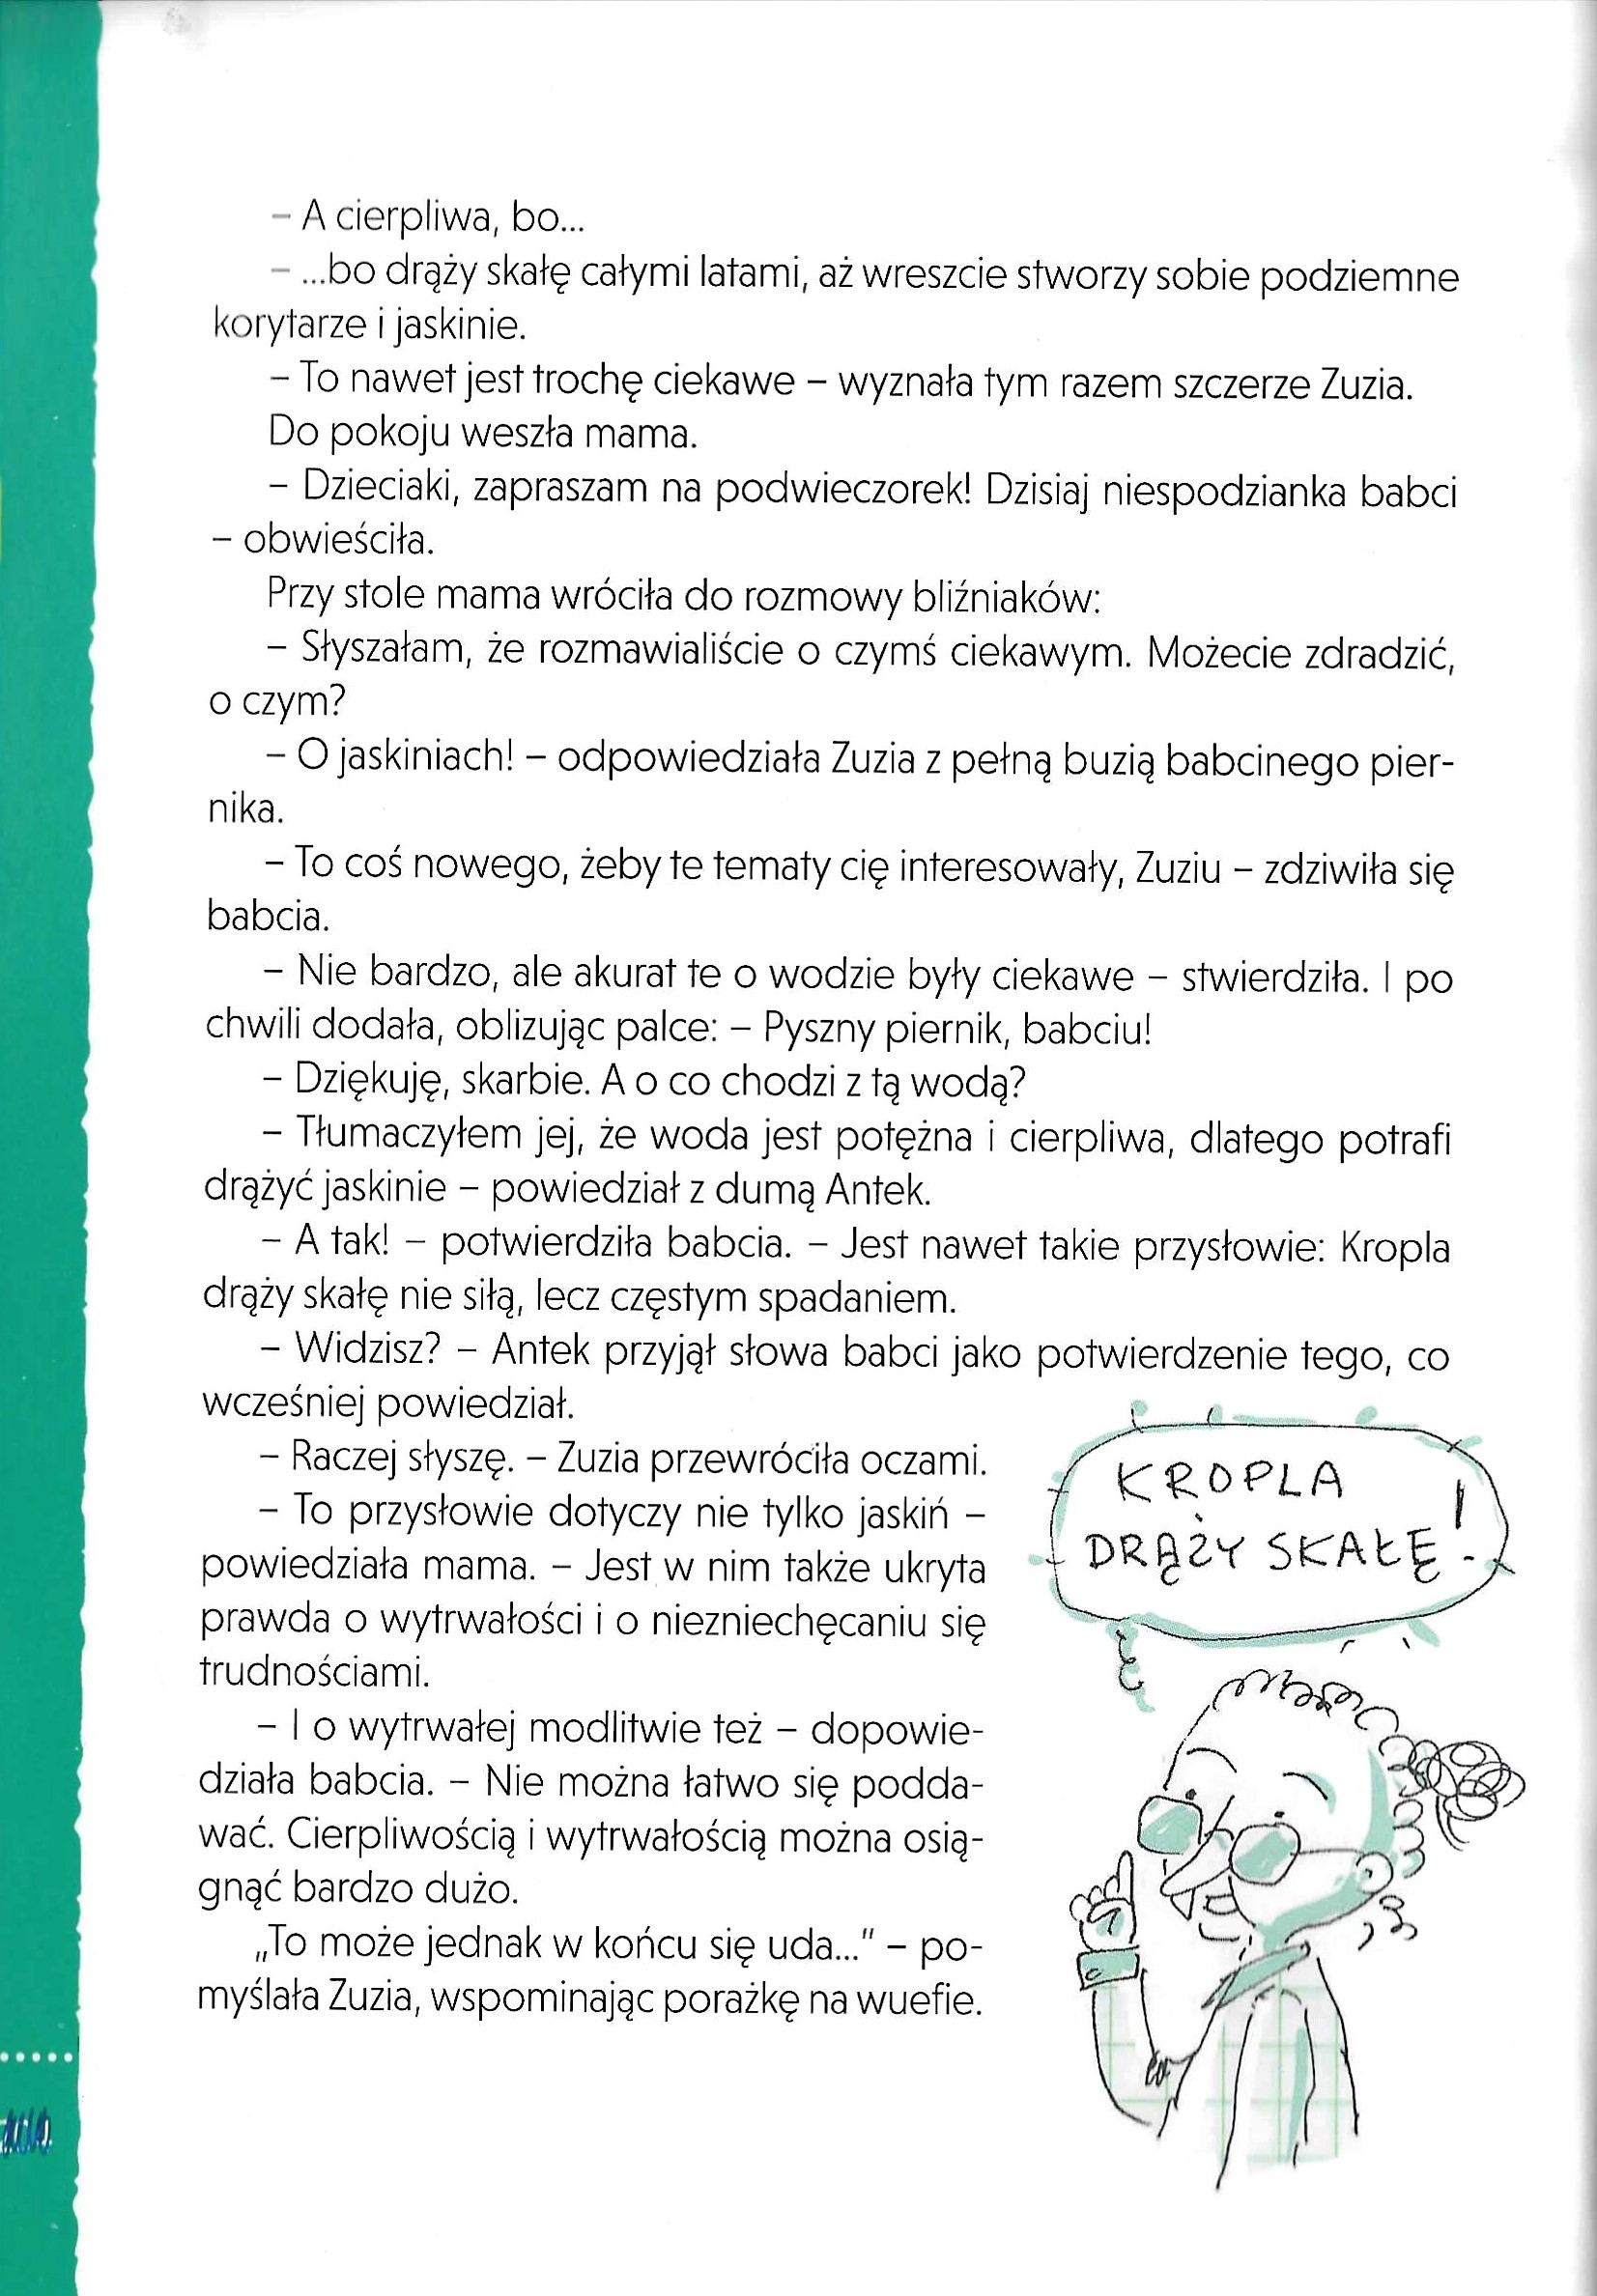 – A cierpliwa, bo...
– ...bo drąży skałę całymi latami, aż wreszcie stworzy sobie podziemne
korytarze i jaskinie.
– To nawet jest trochę ciekawe – wyznała tym razem szczerze Zuzia.
Do pokoju weszła mama.
– Dzieciaki, zapraszam na podwieczorek! Dzisiaj niespodzianka babci
– obwieściła.
Przy stole mama wróciła do rozmowy bliźniaków:
– Słyszałam, że rozmawialiście o czymś ciekawym. Możecie zdradzić,
o czym?
– O jaskiniach! – odpowiedziała Zuzia z pełną buzią babcinego pier-
nika.
– To coś nowego, żeby te tematy cię interesowały, Zuziu – zdziwiła się
babcia.
– Nie bardzo, ale akurat te o wodzie były ciekawe – stwierdziła. I po
chwili dodała, oblizując palce: – Pyszny piernik, babciu!
– Dziękuję, skarbie. A o co chodzi z tą wodą?
– Tłumaczyłem jej, że woda jest potężna i cierpliwa, dlatego potrafi
drążyć jaskinie – powiedział z dumą Antek.
– A tak! – potwierdziła babcia. – Jest nawet takie przysłowie: Kropla
drąży skałę nie siłą, lecz częstym spadaniem.
– Widzisz? – Antek przyjął słowa babci jako potwierdzenie tego, co
wcześniej powiedział.
– Raczej słyszę. – Zuzia przewróciła oczami.
– To przysłowie dotyczy nie tylko jaskiń –
powiedziała mama. – Jest w nim także ukryta
prawda o wytrwałości i o niezniechęcaniu się
trudnościami.
– I o wytrwałej modlitwie też – dopowie-
działa babcia. – Nie można łatwo się podda-
wać. Cierpliwością i wytrwałością można osią-
gnąć bardzo dużo.
„To może jednak w końcu się uda..." – po-
myślała Zuzia, wspominając porażkę na wuefie.
KROPLA
DRĄŻY SKAŁĘ!